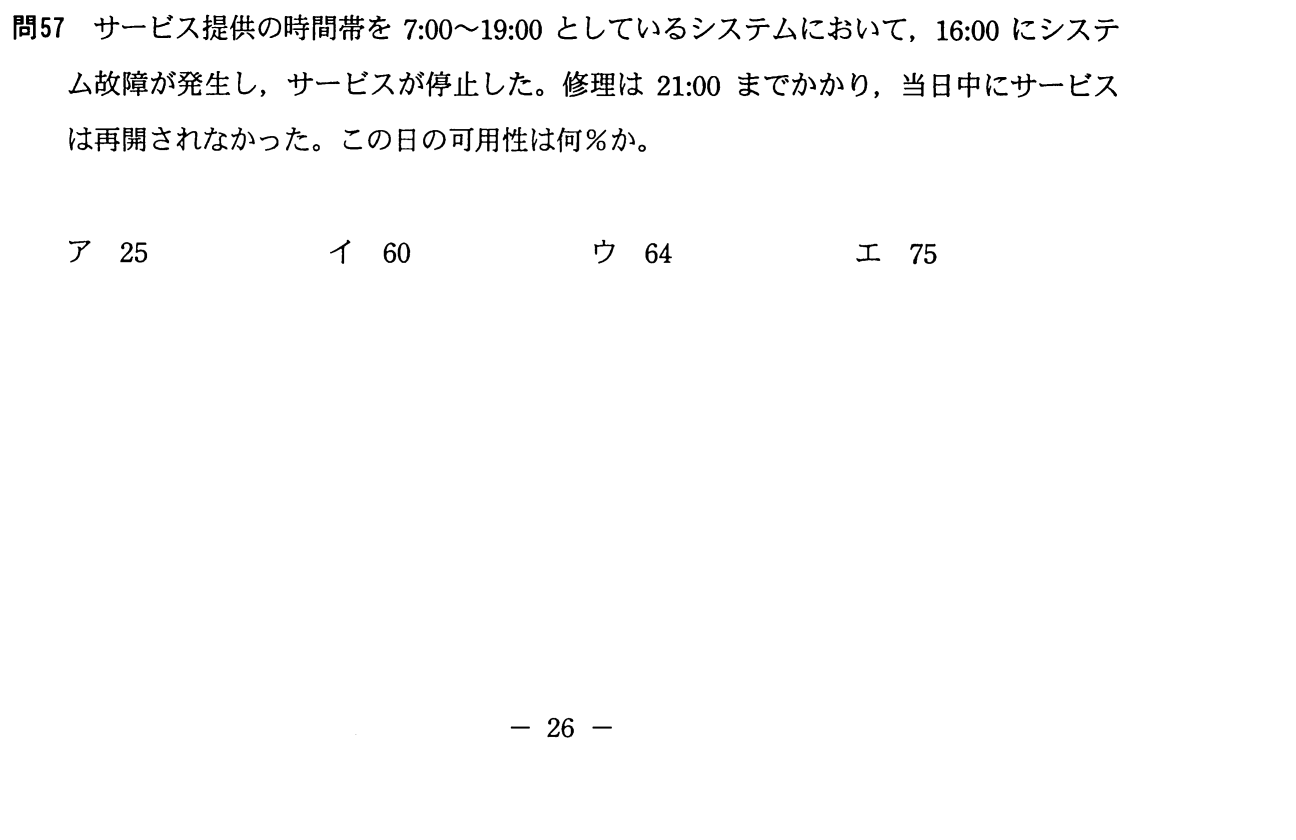 問57　サービス提供の時間帯を 7:00～19:00 としているシステムにおいて，16:00 にシステ
ム故障が発生し，サービスが停止した。修理は 21:00 までかかり，当日中にサービス
は再開されなかった。この日の可用性は何％か。
ア　25　イ　60　ウ　64　エ　75
－ 26 －